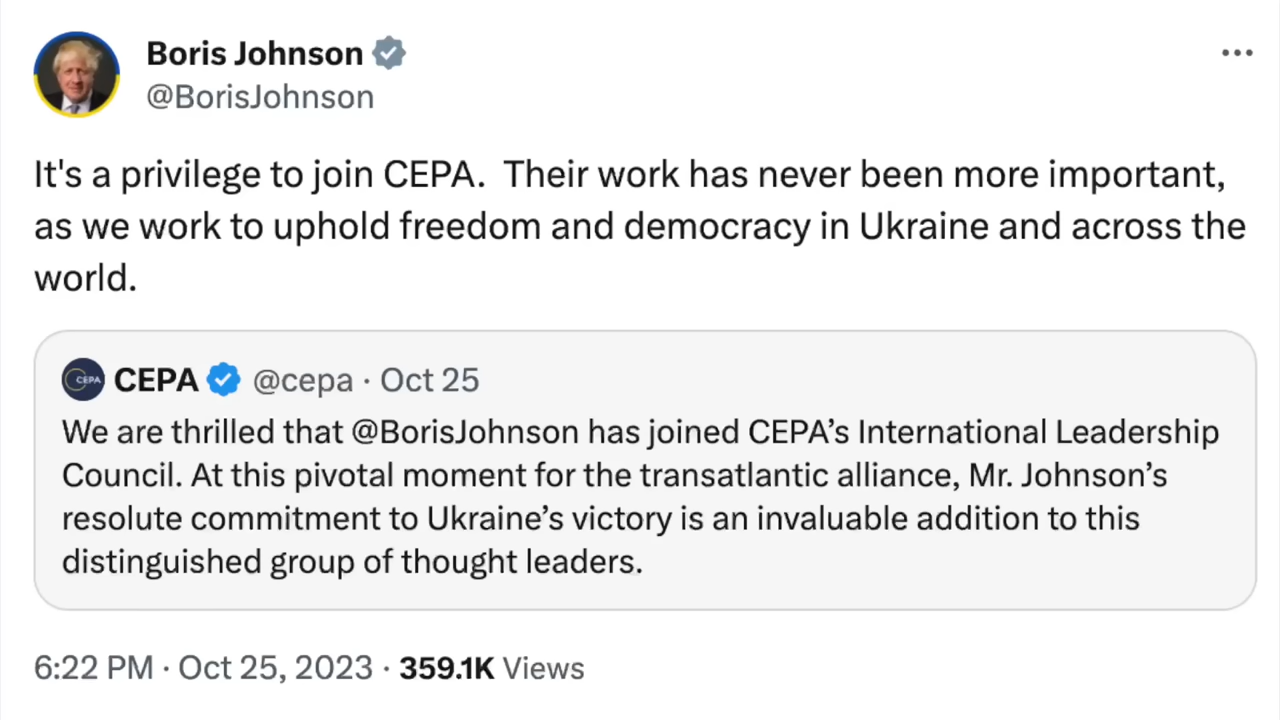 Boris Johnson
@BorisJohnson
It's a privilege to join CEPA.  Their work has never been more important,
as we work to uphold freedom and democracy in Ukraine and across the
world.
CEPA
CEPA @cepa · Oct 25
We are thrilled that @BorisJohnson has joined CEPA’s International Leadership
Council. At this pivotal moment for the transatlantic alliance, Mr. Johnson’s
resolute commitment to Ukraine’s victory is an invaluable addition to this
distinguished group of thought leaders.
6:22 PM · Oct 25, 2023 · 359.1K Views